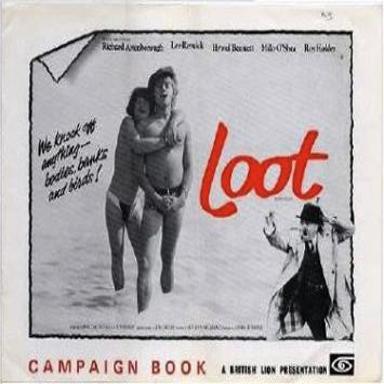 Richard Attenborough Lee Remick Hywel Bennett Milo O'Shea Roy Holder
We knock off
anything—
bodies, banks
and birds!
Loot
CAMPAIGN BOOK A BRITISH LION PRESENTATION